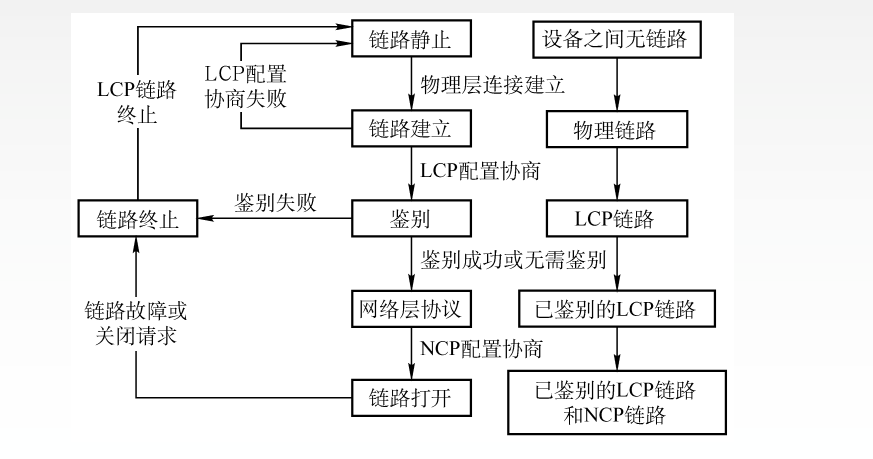 链路静止
设备之间无链路
LCP配置
协商失败
LCP链路
终止
物理层连接建立
链路建立
物理链路
LCP配置协商
链路终止
鉴别失败
鉴别
LCP链路
鉴别成功或无需鉴别
链路故障或
关闭请求
网络层协议
已鉴别的LCP链路
NCP配置协商
链路打开
已鉴别的LCP链路
和NCP链路